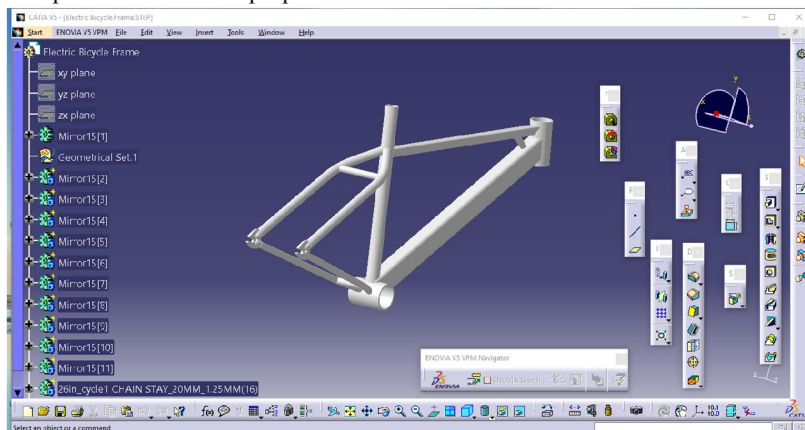 CATIA V5 - [Electric Bicycle Frame.STEP]
Start ENOVIA V5 VPM File Edit View Insert Tools Window Help
Electric Bicycle Frame
xy plane
yz plane
zx plane
Mirror15[1]
Geometrical Set.1
Mirror15[2]
Mirror15[3]
Mirror15[4]
Mirror15[5]
Mirror15[6]
Mirror15[7]
Mirror15[8]
Mirror15[9]
Mirror15[10]
Mirror15[11]
26in_cycle1 CHAIN STAY_20MM_1.25MM(16)
ENOVIA V5 VPM Navigator
ENOVIA Search...
Select an object or a command